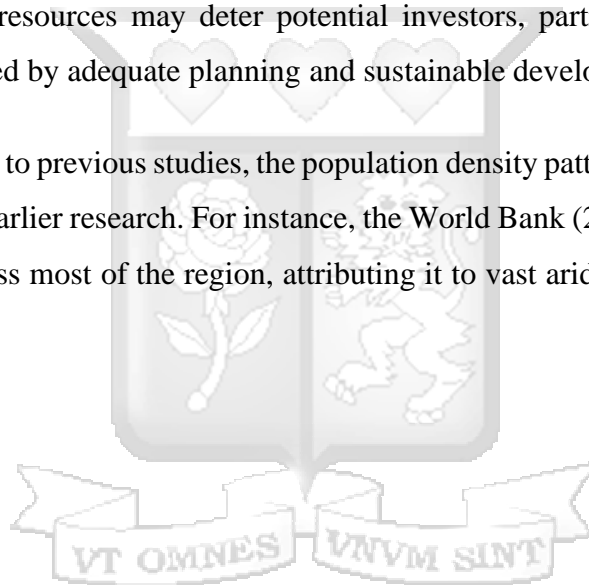 resources may deter potential investors, part
ed by adequate planning and sustainable develo
to previous studies, the population density patt
arlier research. For instance, the World Bank (2
ss most of the region, attributing it to vast arid
VT OMNES VNVM SINT